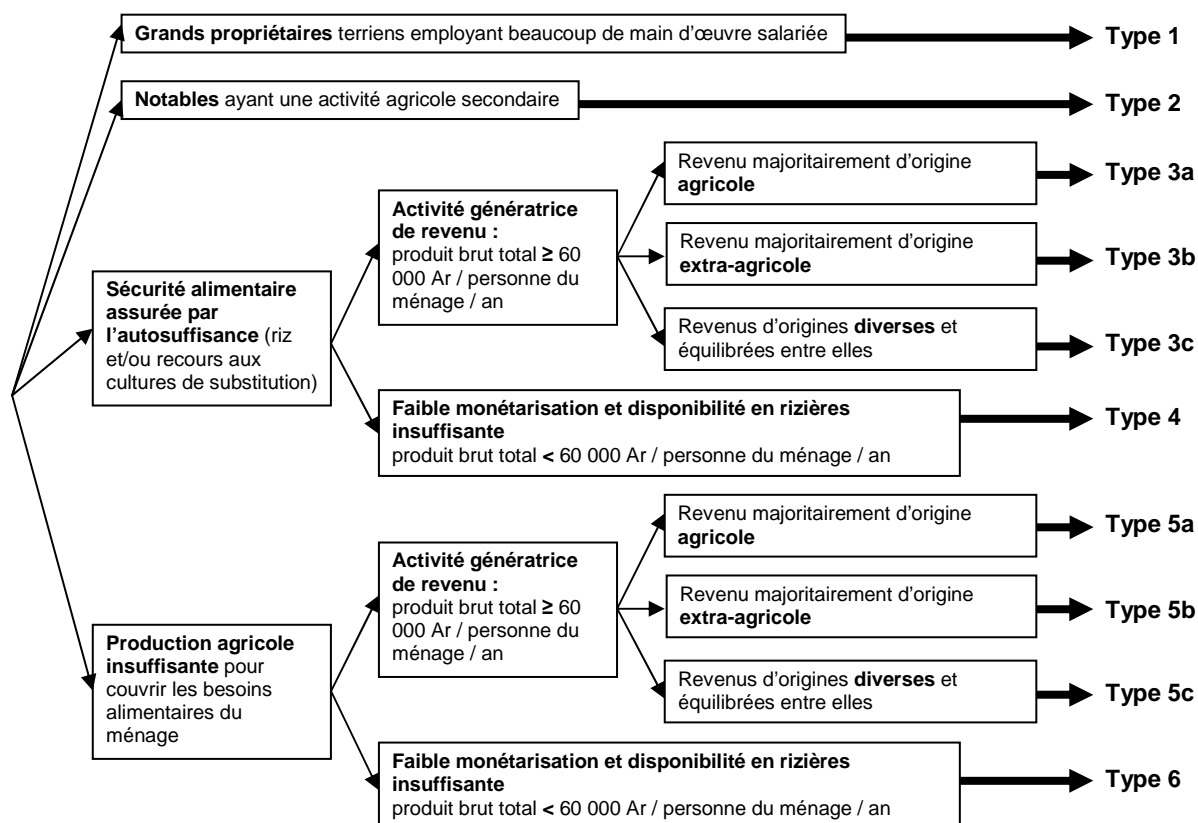 Grands propriétaires terriens employant beaucoup de main d'œuvre salariée
Type 1
Notables ayant une activité agricole secondaire
Type 2
Sécurité alimentaire
assurée par
l'autosuffisance (riz
et/ou recours aux
cultures de substitution)
Activité génératrice
de revenu :
produit brut total ≥ 60
000 Ar / personne du
ménage / an
Revenu majoritairement d'origine
agricole
Type 3a
Revenu majoritairement d'origine
extra-agricole
Type 3b
Revenus d'origines diverses et
équilibrées entre elles
Type 3c
Faible monétarisation et disponibilité en rizières
insuffisante
produit brut total < 60 000 Ar / personne du ménage / an
Type 4
Production agricole
insuffisante pour
couvrir les besoins
alimentaires du
ménage
Activité génératrice
de revenu :
produit brut total ≥ 60
000 Ar / personne du
ménage / an
Revenu majoritairement d'origine
agricole
Type 5a
Revenu majoritairement d'origine
extra-agricole
Type 5b
Revenus d'origines diverses et
équilibrées entre elles
Type 5c
Faible monétarisation et disponibilité en rizières
insuffisante
produit brut total < 60 000 Ar / personne du ménage / an
Type 6